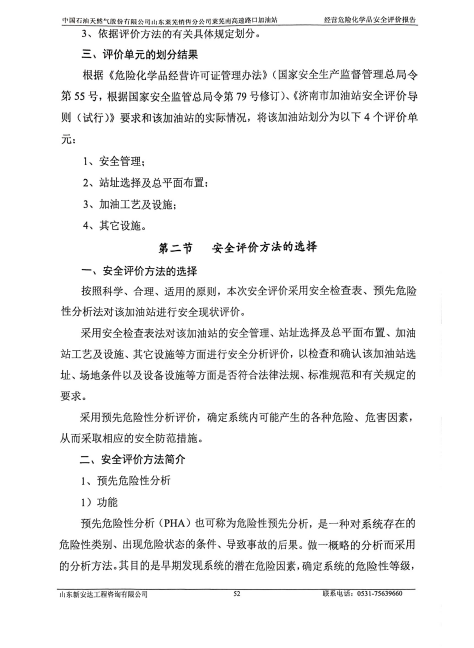 中国石油天然气股份有限公司山东莱芜销售分公司莱芜南高速路口加油站 经营危险化学品安全评价报告
3、依据评价方法的有关具体规定划分。
三、评价单元的划分结果
根据《危险化学品经营许可证管理办法》（国家安全生产监督管理总局令
第 55 号，根据国家安全监管总局令第 79 号修订）、《济南市加油站安全评价导
则（试行）》要求和该加油站的实际情况，将该加油站划分为以下 4 个评价单
元：
1、安全管理；
2、站址选择及总平面布置；
3、加油工艺及设施；
4、其它设施。
第二节 安全评价方法的选择
一、安全评价方法的选择
按照科学、合理、适用的原则，本次安全评价采用安全检查表、预先危险
性分析法对该加油站进行安全现状评价。
采用安全检查表法对该加油站的安全管理、站址选择及总平面布置、加油
站工艺及设施、其它设施等方面进行安全分析评价，以检查和确认该加油站选
址、场地条件以及设备设施等方面是否符合法律法规、标准规范和有关规定的
要求。
采用预先危险性分析评价，确定系统内可能产生的各种危险、危害因素，
从而采取相应的安全防范措施。
二、安全评价方法简介
1、预先危险性分析
1）功能
预先危险性分析（PHA）也可称为危险性预先分析，是一种对系统存在的
危险性类别、出现危险状态的条件、导致事故的后果。做一概略的分析而采用
的分析方法。其目的是早期发现系统的潜在危险因素，确定系统的危险性等级，
山东新安达工程咨询有限公司 52 联系电话：0531-75639660